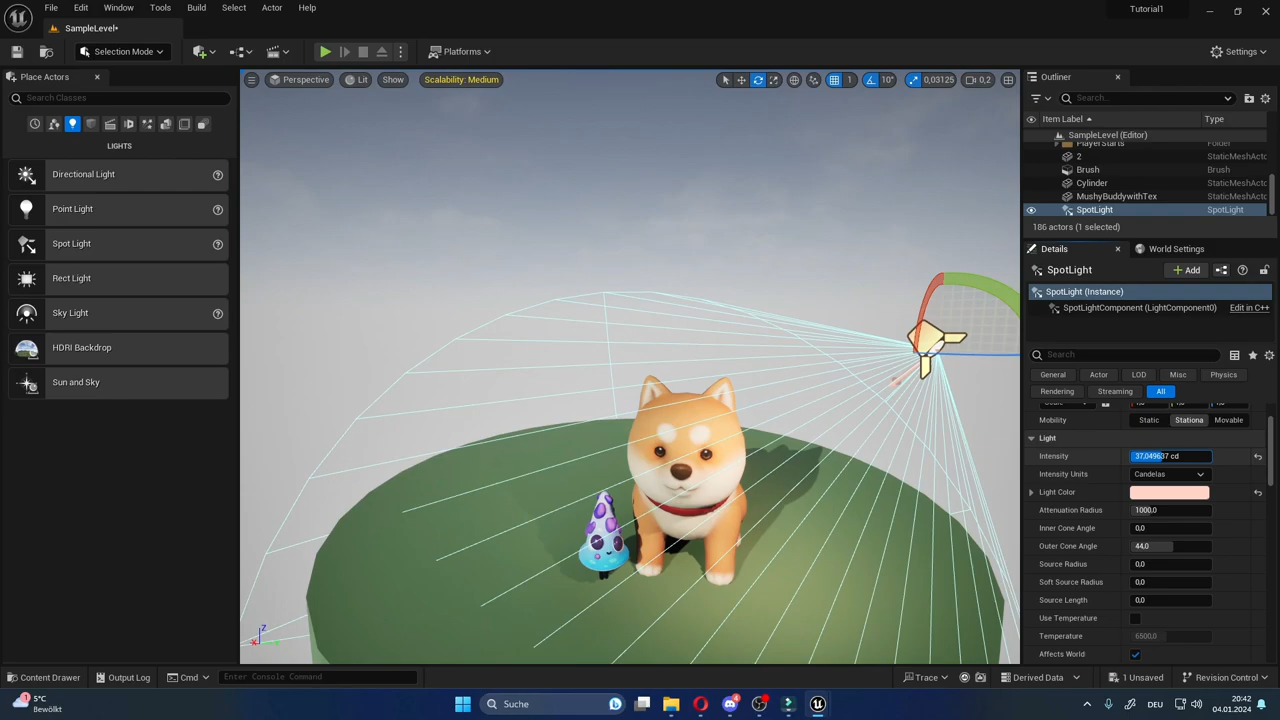 File Edit Window Tools Build Select Actor Help
Tutorial1
SampleLevel•
Selection Mode
Platforms
Settings
Place Actors
Search Classes
LIGHTS
Directional Light
Point Light
Spot Light
Rect Light
Sky Light
HDRI Backdrop
Sun and Sky
Perspective Lit Show Scalability: Medium
1 10° 0,03125 0,2
Outliner
Search...
Item Label Type
SampleLevel (Editor)
PlayerStarts Folder
2 StaticMeshActo
Brush Brush
Cylinder StaticMeshActo
MushyBuddywithTex StaticMeshActo
SpotLight SpotLight
186 actors (1 selected)
Details World Settings
SpotLight
+ Add
SpotLight (Instance)
SpotLightComponent (LightComponent0) Edit in C++
Search
General Actor LOD Misc Physics
Rendering Streaming All
Mobility Static Stationa Movable
Light
Intensity 37,049637 cd
Intensity Units Candelas
Light Color
Attenuation Radius 1000,0
Inner Cone Angle 0,0
Outer Cone Angle 44,0
Source Radius 0,0
Soft Source Radius 0,0
Source Length 0,0
Use Temperature
Temperature 6500,0
Affects World
Z
X
Y
Content Drawer Output Log Cmd Enter Console Command
Trace Derived Data 1 Unsaved Revision Control
5°C
Bewölkt
Suche
4
DEU
20:42
04.01.2024